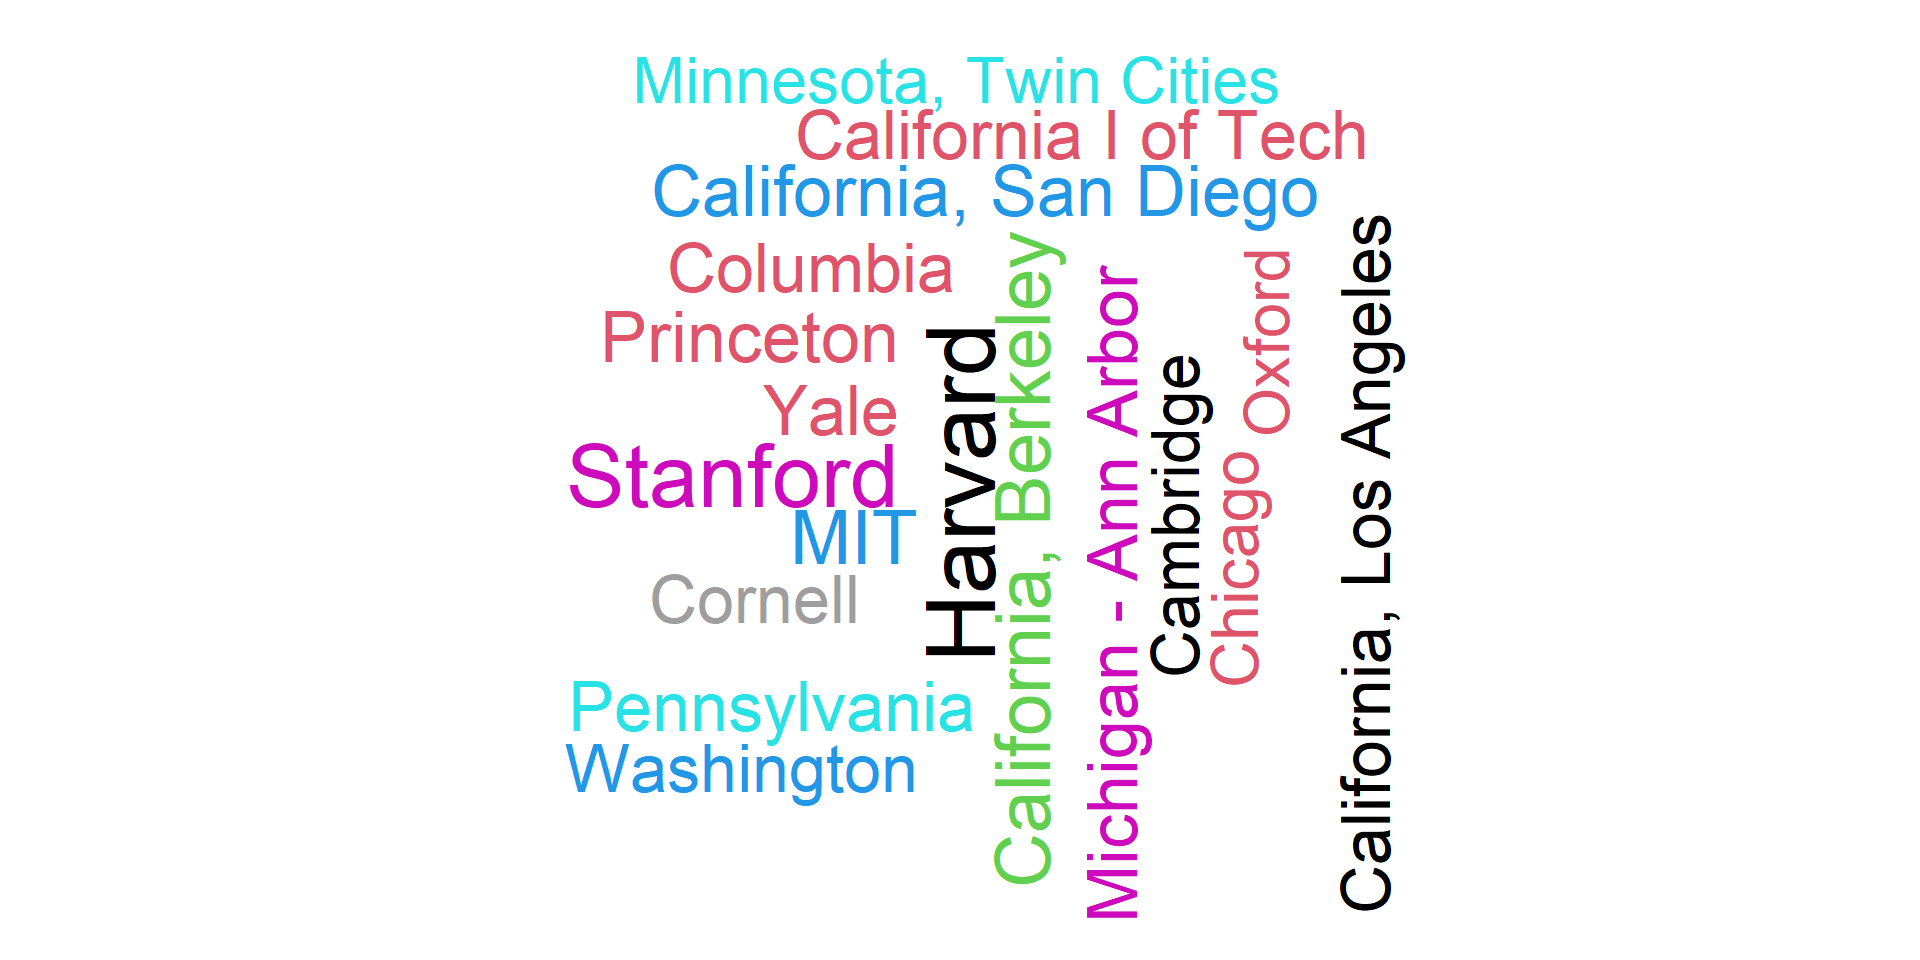 Minnesota, Twin Cities
California I of Tech
California, San Diego
Columbia
Princeton
Yale
Stanford
MIT
Cornell
Pennsylvania
Washington
Harvard
California, Berkeley
Michigan - Ann Arbor
Cambridge
Chicago
Oxford
California, Los Angeles